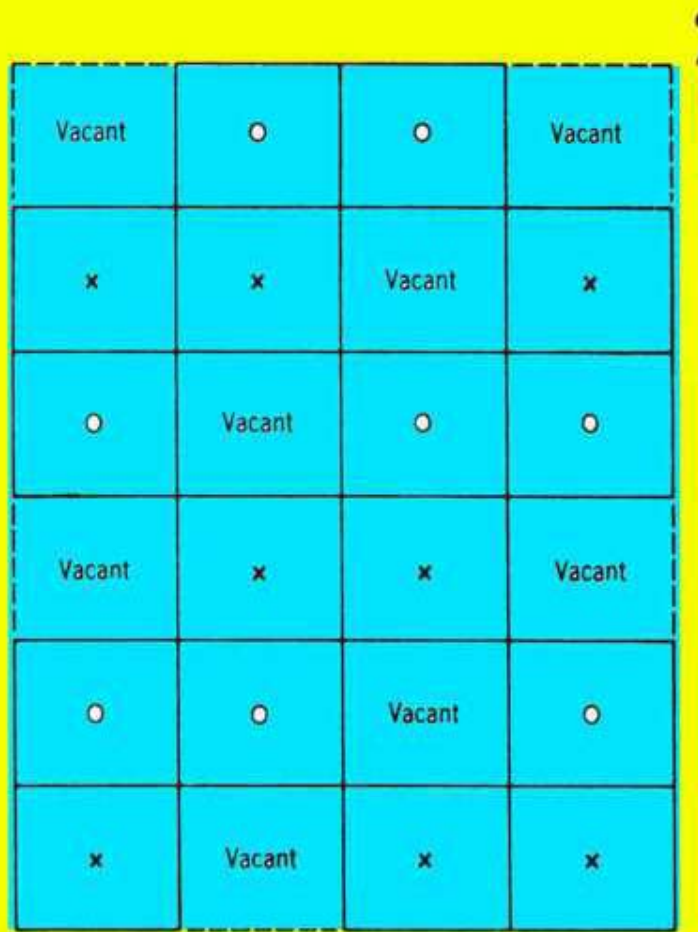 Vacant o o Vacant
x x Vacant x
o Vacant o o
Vacant x x Vacant
o o Vacant o
x Vacant x x